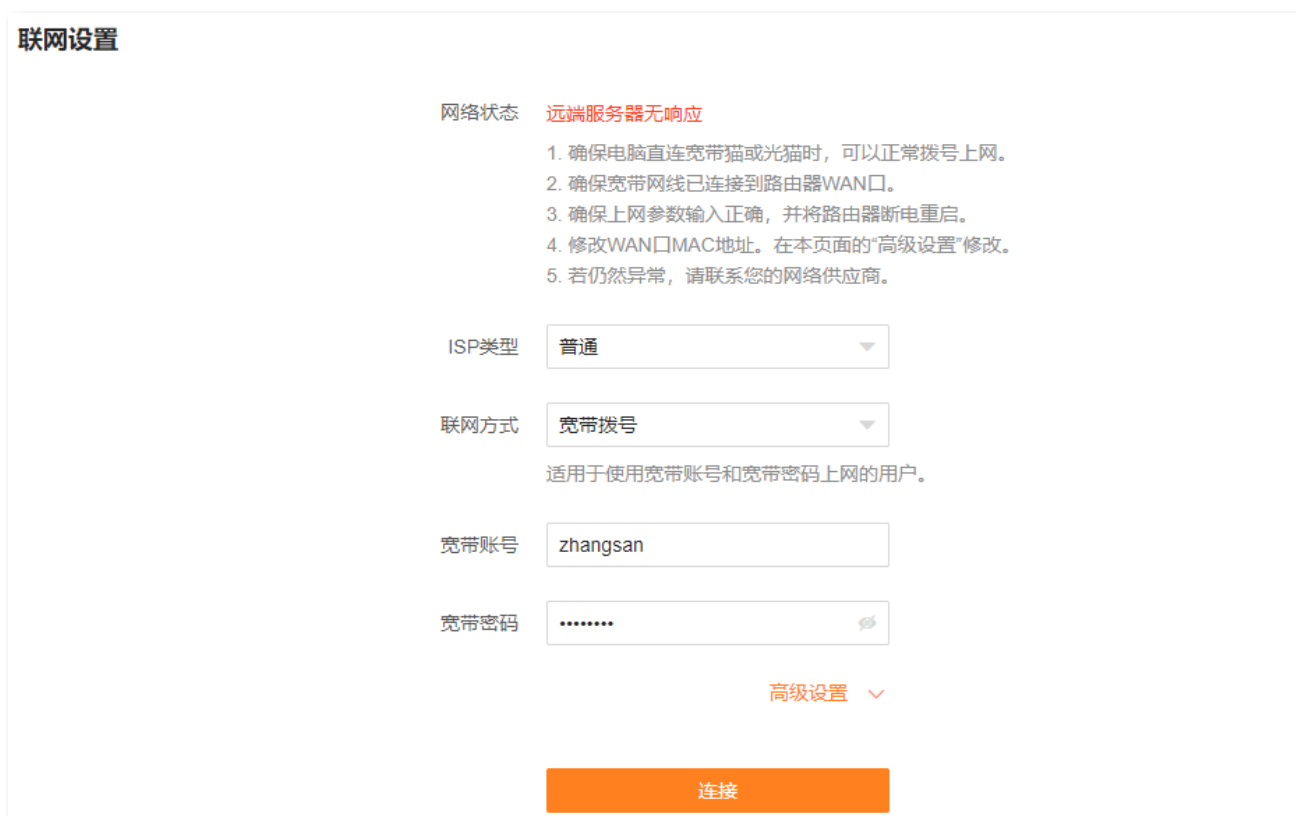 联网设置
网络状态 远端服务器无响应
1. 确保电脑直连宽带猫或光猫时，可以正常拨号上网。
2. 确保宽带网线已连接到路由器WAN口。
3. 确保上网参数输入正确，并将路由器断电重启。
4. 修改WAN口MAC地址。在本页面的“高级设置”修改。
5. 若仍然异常，请联系您的网络供应商。
ISP类型 普通
联网方式 宽带拨号
适用于使用宽带账号和宽带密码上网的用户。
宽带账号 zhangsan
宽带密码 ••••••••
高级设置
连接